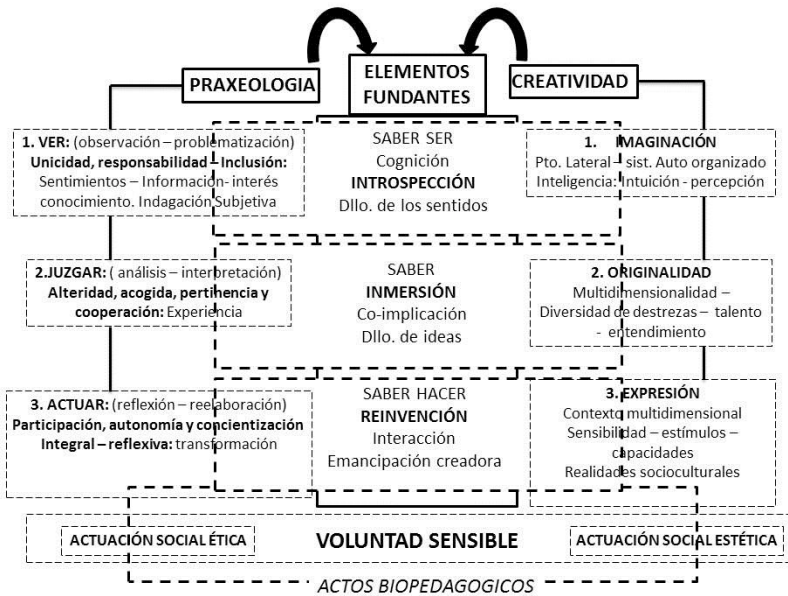 PRAXEOLOGIA
ELEMENTOS
FUNDANTES
CREATIVIDAD
1. VER: (observación – problematización)
Unicidad, responsabilidad – Inclusión:
Sentimientos – Información- interés
conocimiento. Indagación Subjetiva
SABER SER
Cognición
INTROSPECCIÓN
Dllo. de los sentidos
1. IMAGINACIÓN
Pto. Lateral – sist. Auto organizado
Inteligencia: Intuición - percepción
2.JUZGAR: ( análisis – interpretación)
Alteridad, acogida, pertinencia y
cooperación: Experiencia
SABER
INMERSIÓN
Co-implicación
Dllo. de ideas
2. ORIGINALIDAD
Multidimensionalidad –
Diversidad de destrezas – talento
- entendimiento
3. ACTUAR: (reflexión – reelaboración)
Participación, autonomía y concientización
Integral – reflexiva: transformación
SABER HACER
REINVENCIÓN
Interacción
Emancipación creadora
3. EXPRESIÓN
Contexto multidimensional
Sensibilidad – estímulos –
capacidades
Realidades socioculturales
ACTUACIÓN SOCIAL ÉTICA
VOLUNTAD SENSIBLE
ACTUACIÓN SOCIAL ESTÉTICA
ACTOS BIOPEDAGOGICOS